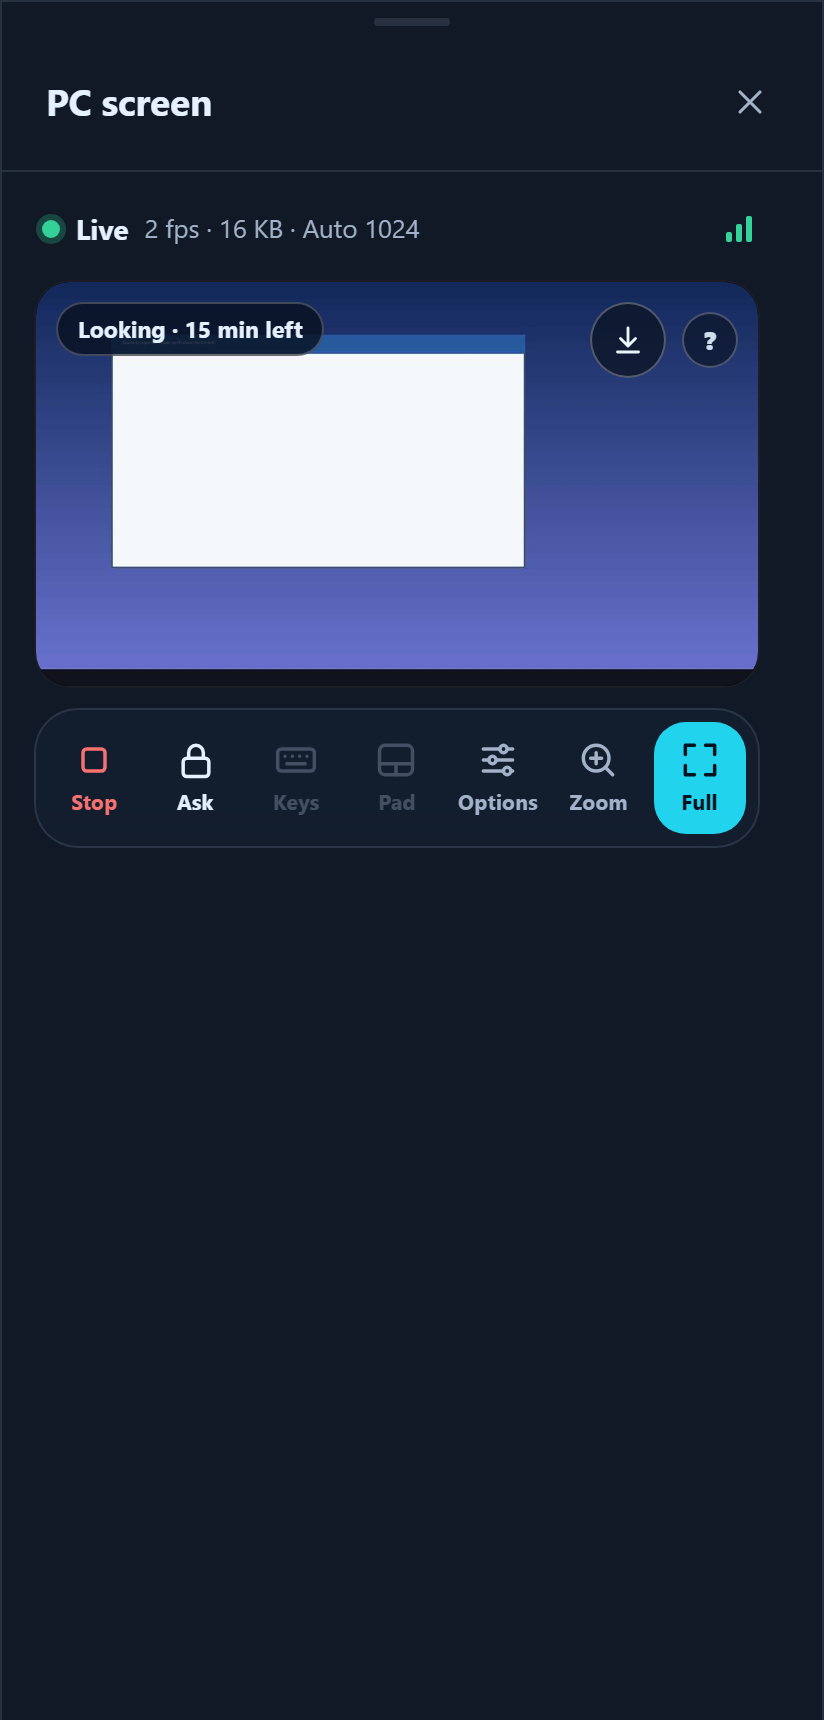 PC screen
Live 2 fps · 16 KB · Auto 1024
Looking · 15 min left
?
Stop
Ask
Keys
Pad
Options
Zoom
Full